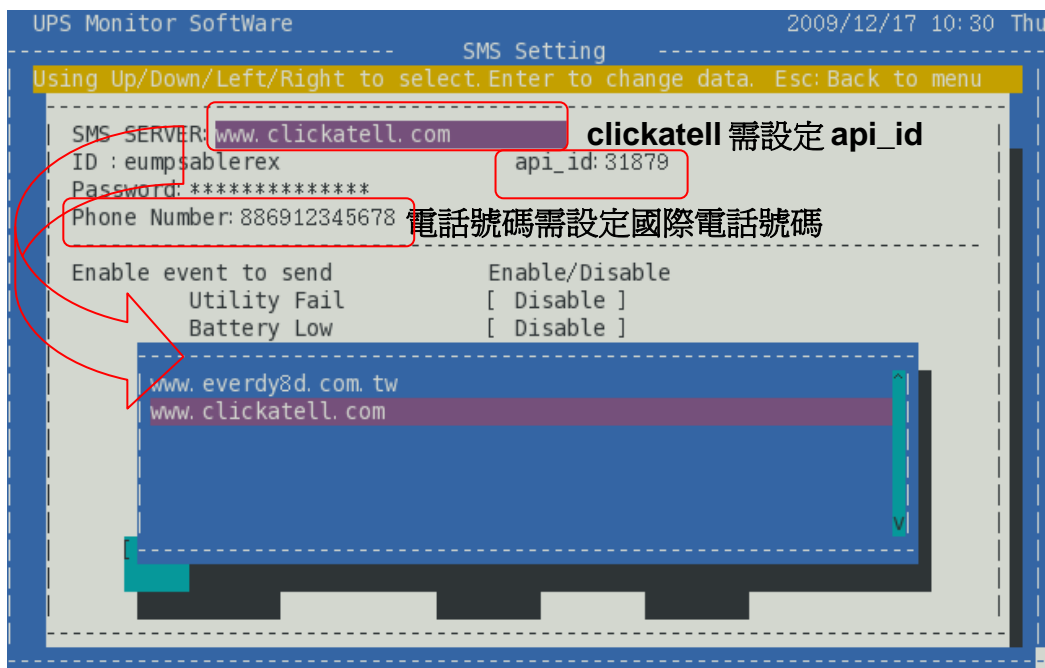 UPS Monitor SoftWare 2009/12/17 10:30 Thu
SMS Setting
Using Up/Down/Left/Right to select.Enter to change data. Esc:Back to menu
SMS SERVER:www.clickatell.com clickatell 需設定 api_id
ID :eumpsablerex api_id:31879
Password:**************
Phone Number:886912345678 電話號碼需設定國際電話號碼
Enable event to send Enable/Disable
Utility Fail [ Disable ]
Battery Low [ Disable ]
www.everdy8d.com.tw ^
www.clickatell.com
v
[